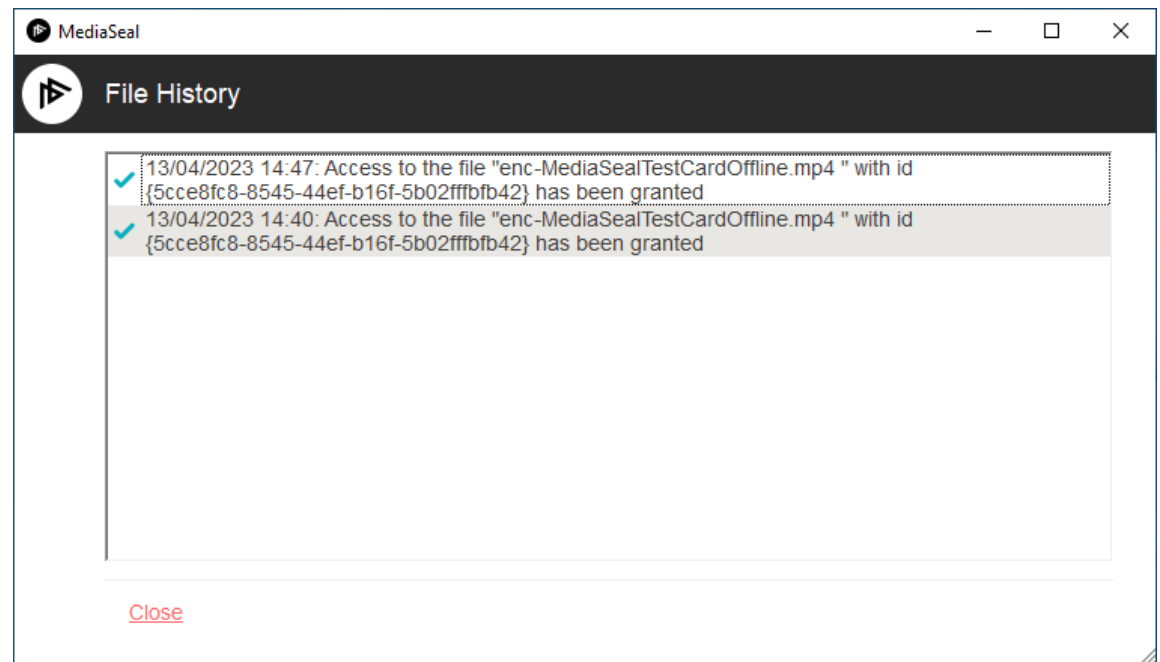 MediaSeal
File History
13/04/2023 14:47: Access to the file "enc-MediaSealTestCardOffline.mp4 " with id
{5cce8fc8-8545-44ef-b16f-5b02fffbfb42} has been granted
13/04/2023 14:40: Access to the file "enc-MediaSealTestCardOffline.mp4 " with id
{5cce8fc8-8545-44ef-b16f-5b02fffbfb42} has been granted
Close